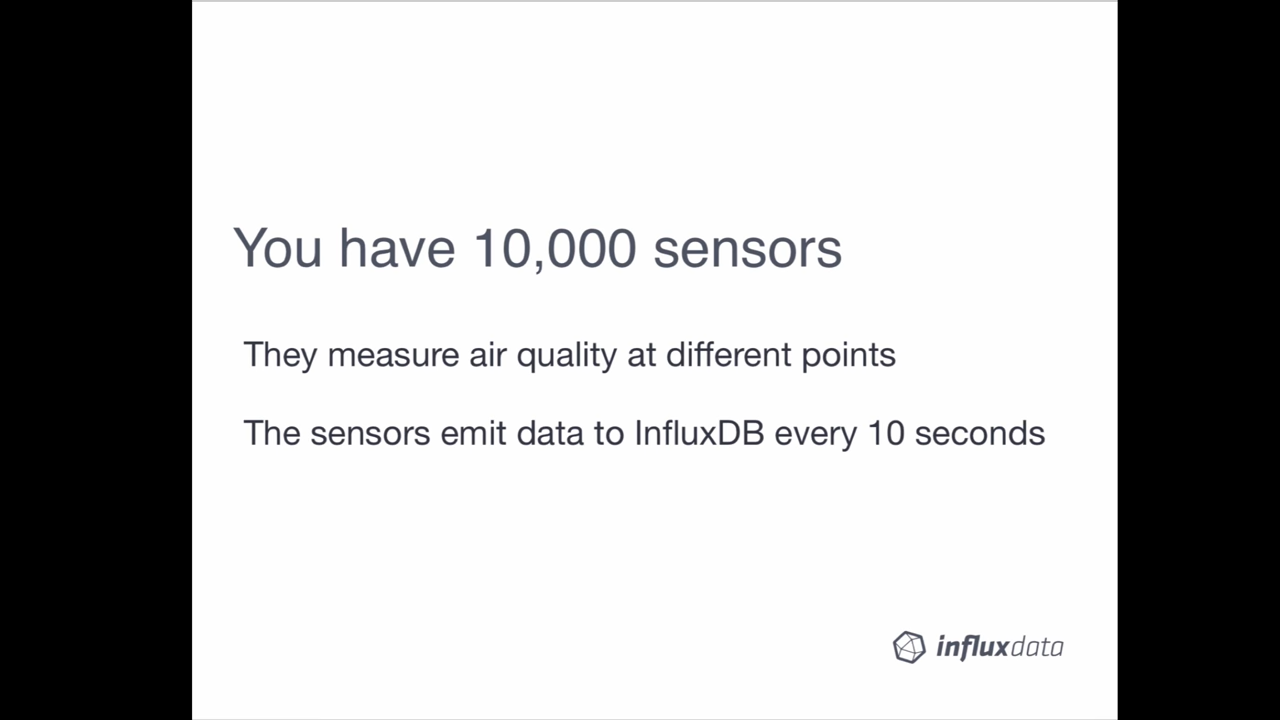 You have 10,000 sensors
They measure air quality at different points
The sensors emit data to InfluxDB every 10 seconds
influxdata